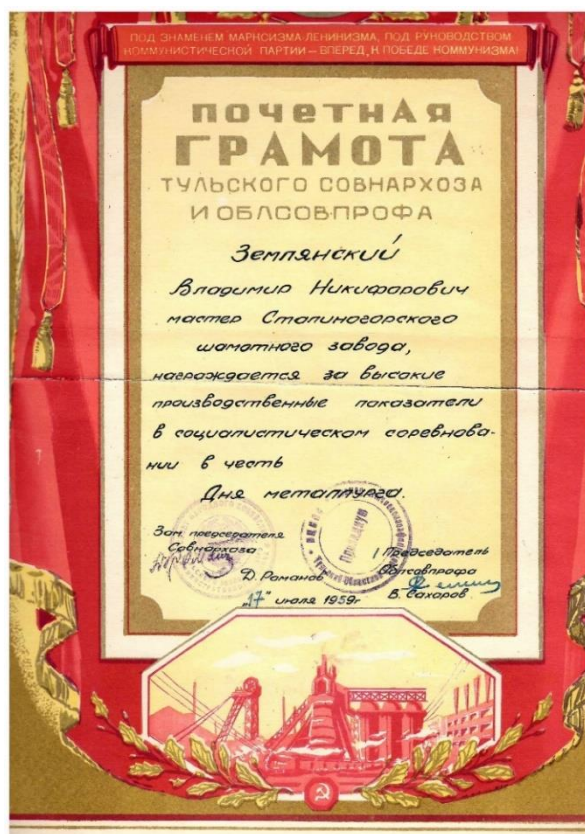 ПОД ЗНАМЕНЕМ МАРКСИЗМА-ЛЕНИНИЗМА, ПОД РУКОВОДСТВОМ
КОММУНИСТИЧЕСКОЙ ПАРТИИ — ВПЕРЕД, К ПОБЕДЕ КОММУНИЗМА!
ПОЧЕТНАЯ
ГРАМОТА
ТУЛЬСКОГО СОВНАРХОЗА
И ОБЛСОВПРОФА
Землянский
Владимир Никифорович
мастер Сталиногорского
шамотного завода,
награждается за высокие
производственные показатели
в социалистическом соревнова-
нии в честь
Дня металлурга.
Зам. председателя
Совнархоза
Д. Романов
Председатель
Облсовпрофа
В. Сахаров
"17" июля 1959г
Президиум